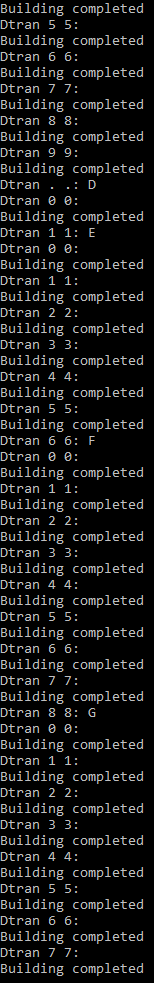 Building completed
Dtran 5 5:
Building completed
Dtran 6 6:
Building completed
Dtran 7 7:
Building completed
Dtran 8 8:
Building completed
Dtran 9 9:
Building completed
Dtran . .: D
Dtran 0 0:
Building completed
Dtran 1 1: E
Dtran 0 0:
Building completed
Dtran 1 1:
Building completed
Dtran 2 2:
Building completed
Dtran 3 3:
Building completed
Dtran 4 4:
Building completed
Dtran 5 5:
Building completed
Dtran 6 6: F
Dtran 0 0:
Building completed
Dtran 1 1:
Building completed
Dtran 2 2:
Building completed
Dtran 3 3:
Building completed
Dtran 4 4:
Building completed
Dtran 5 5:
Building completed
Dtran 6 6:
Building completed
Dtran 7 7:
Building completed
Dtran 8 8: G
Dtran 0 0:
Building completed
Dtran 1 1:
Building completed
Dtran 2 2:
Building completed
Dtran 3 3:
Building completed
Dtran 4 4:
Building completed
Dtran 5 5:
Building completed
Dtran 6 6:
Building completed
Dtran 7 7:
Building completed